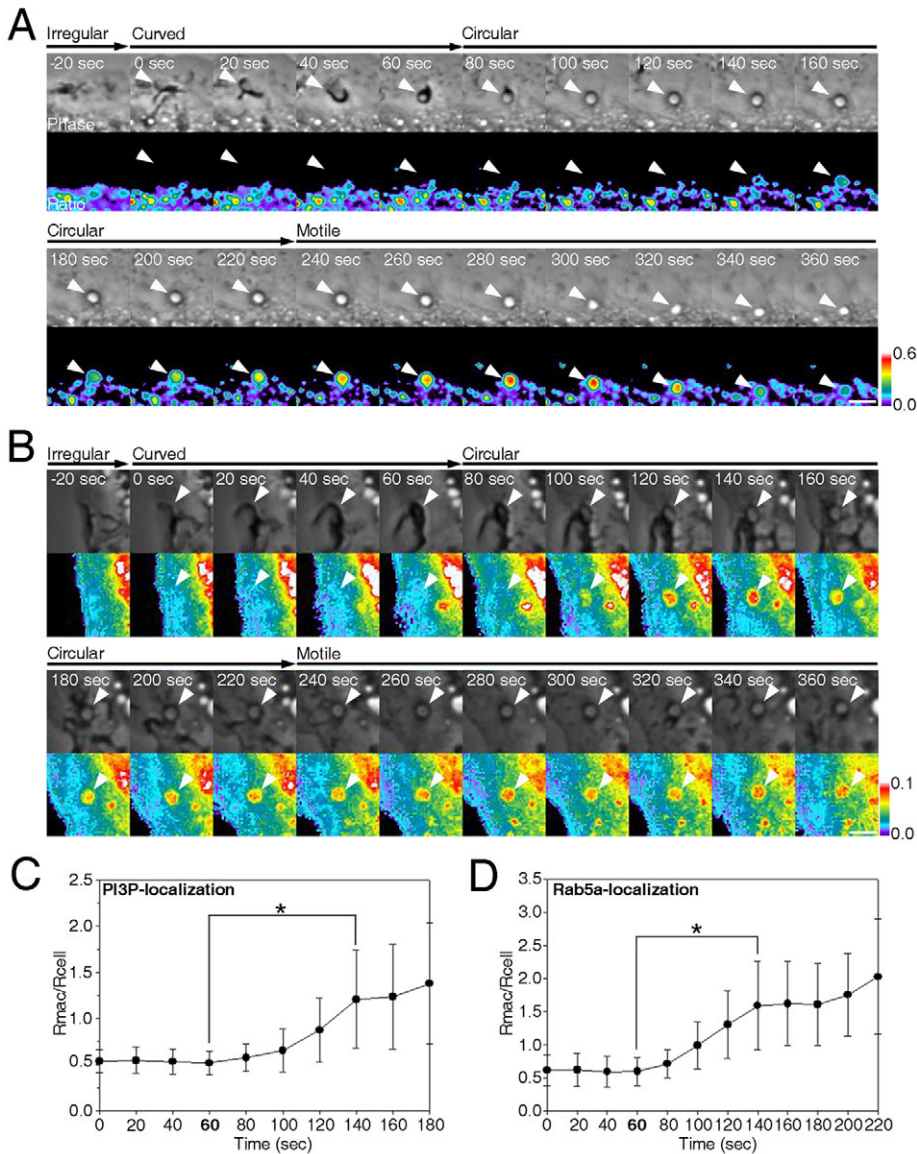 A
Irregular Curved Circular
-20 sec 0 sec 20 sec 40 sec 60 sec 80 sec 100 sec 120 sec 140 sec 160 sec
Phase
Ratio
Circular Motile
180 sec 200 sec 220 sec 240 sec 260 sec 280 sec 300 sec 320 sec 340 sec 360 sec
0.6
0.0
B
Irregular Curved Circular
-20 sec 0 sec 20 sec 40 sec 60 sec 80 sec 100 sec 120 sec 140 sec 160 sec
Circular Motile
180 sec 200 sec 220 sec 240 sec 260 sec 280 sec 300 sec 320 sec 340 sec 360 sec
0.1
0.0
C
PI3P-localization
2.5
2.0
1.5
1.0
0.5
0.0
Rmac/Rcell
*
0 20 40 60 80 100 120 140 160 180
Time (sec)
D
Rab5a-localization
3.5
3.0
2.5
2.0
1.5
1.0
0.5
0.0
Rmac/Rcell
*
0 20 40 60 80 100 120 140 160 180 200 220
Time (sec)